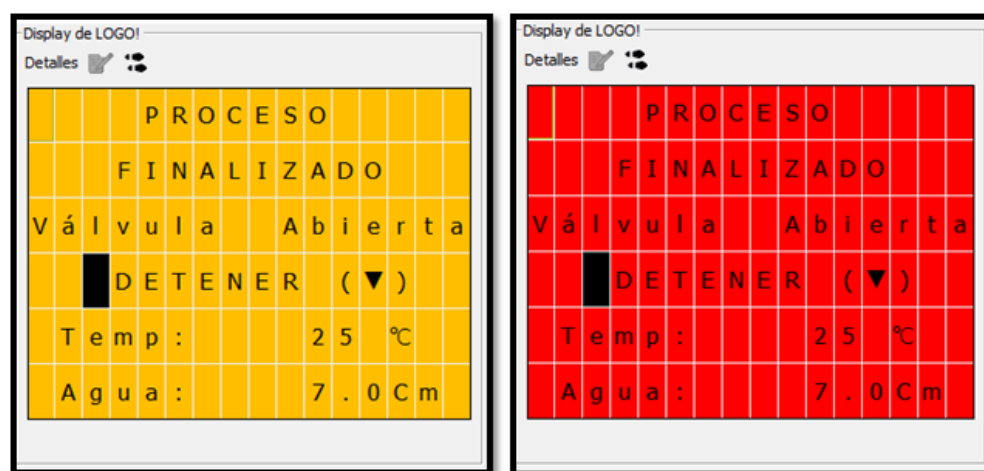 Display de LOGO!
Detalles
PROCESO
FINALIZADO
Válvula Abierta
DETENER (▼)
Temp: 25 ℃
Agua: 7.0Cm
Display de LOGO!
Detalles
PROCESO
FINALIZADO
Válvula Abierta
DETENER (▼)
Temp: 25 ℃
Agua: 7.0Cm